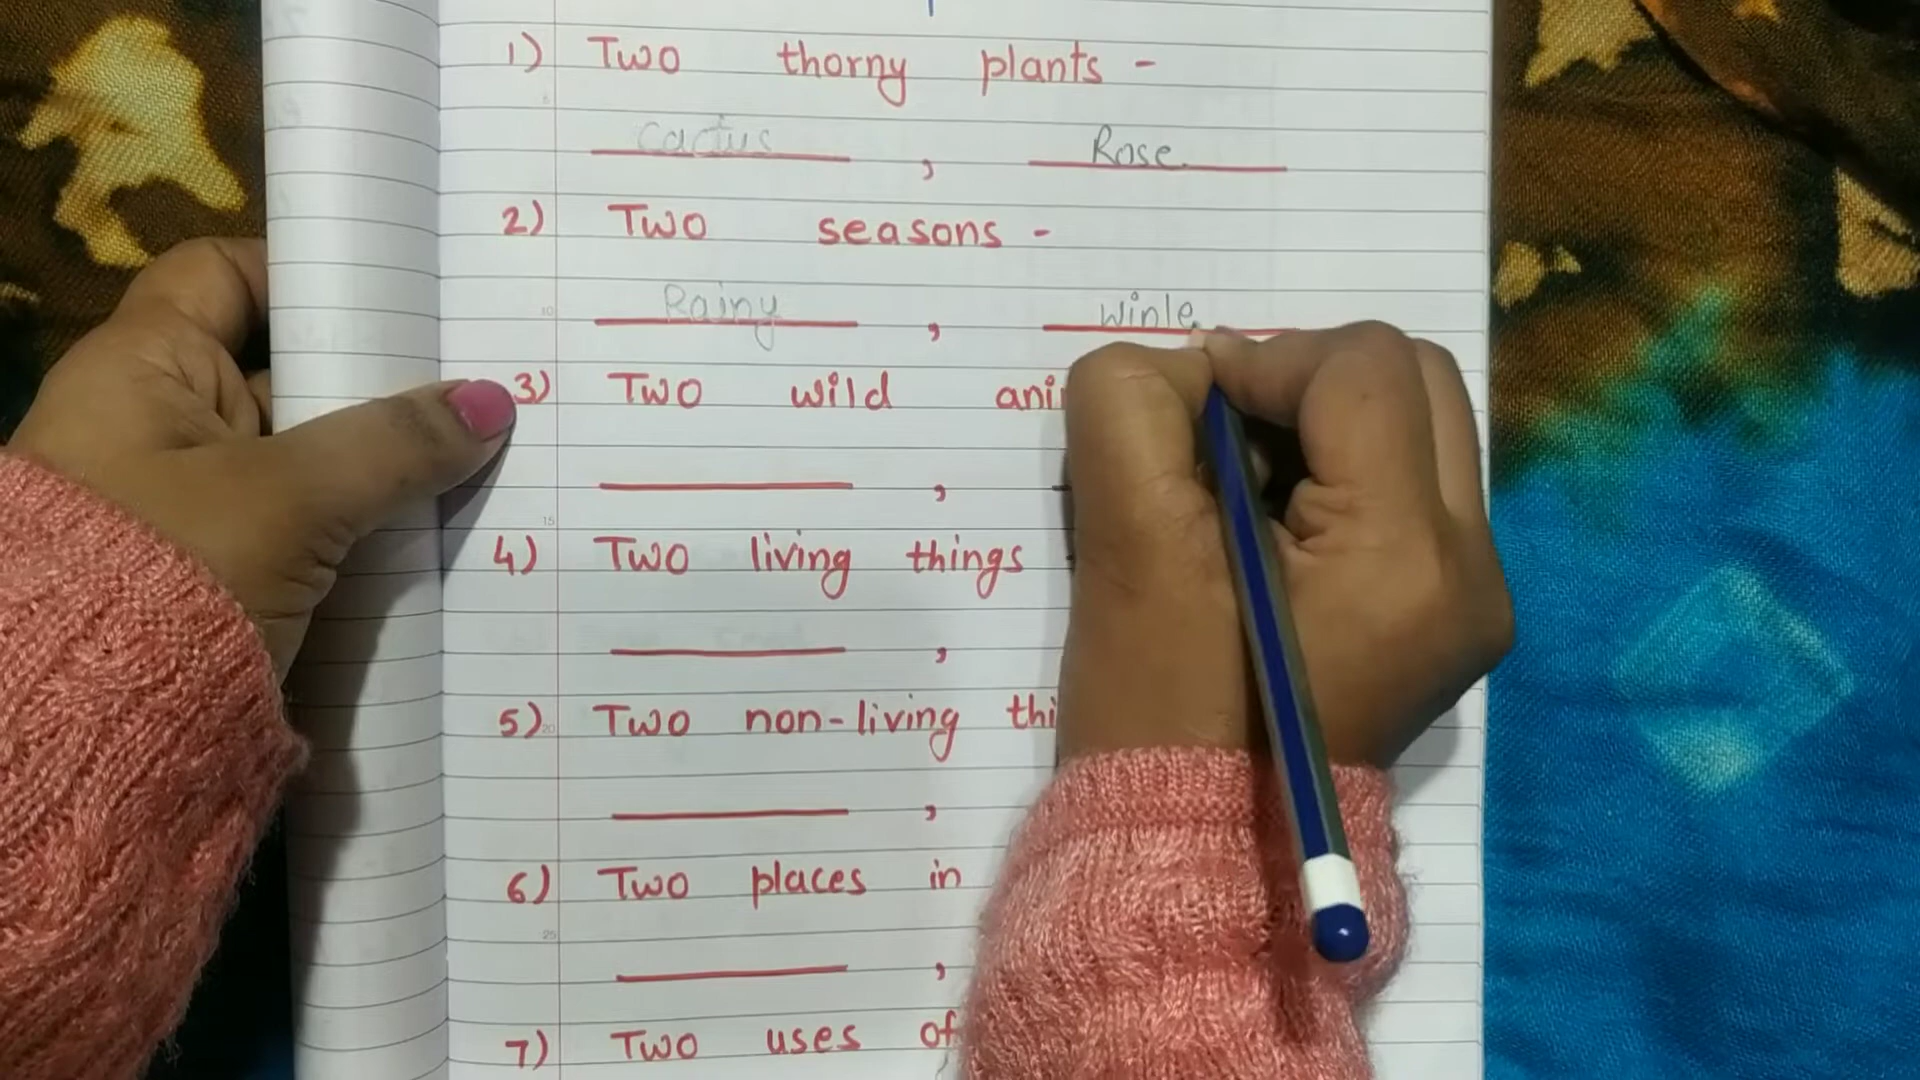 1) Two thorny plants -
Cactus , Rose
2) Two seasons -
Rainy , winte
3) Two wild ani
,
4) Two living things
,
5) Two non-living thi
,
6) Two places in
,
7) Two uses of